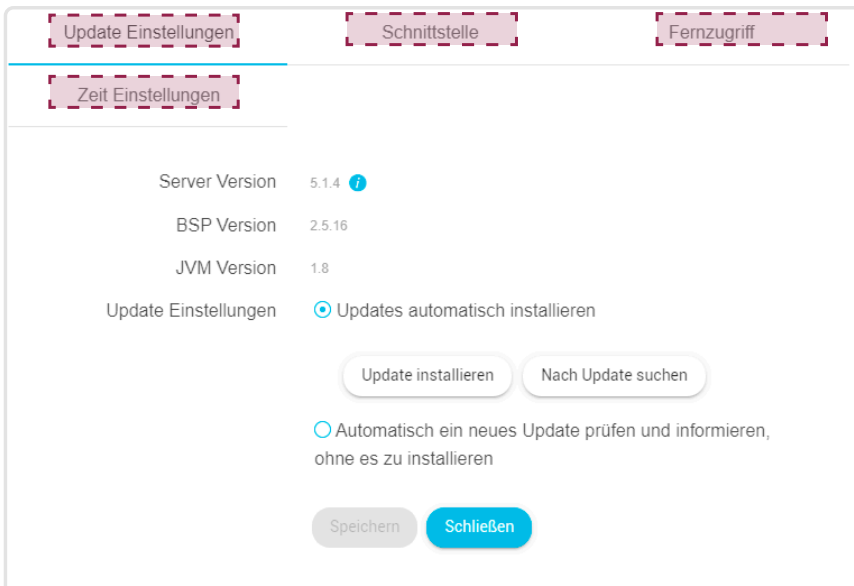 Update Einstellungen Schnittstelle Fernzugriff
Zeit Einstellungen
Server Version 5.1.4 i
BSP Version 2.5.16
JVM Version 1.8
Update Einstellungen Updates automatisch installieren
Update installieren Nach Update suchen
Automatisch ein neues Update prüfen und informieren,
ohne es zu installieren
Speichern Schließen